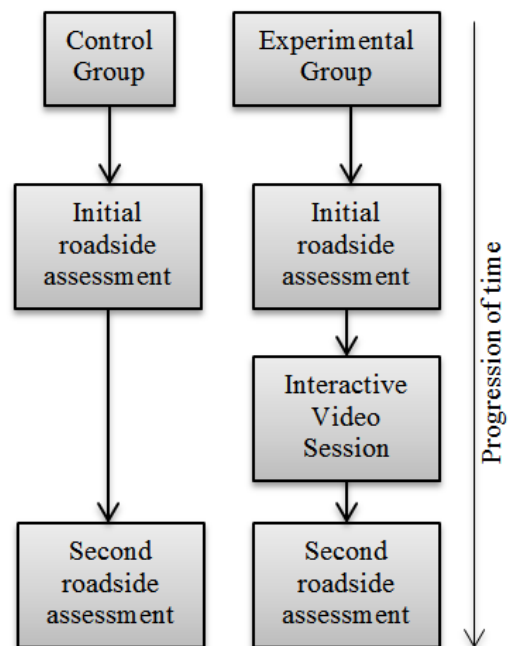 Control
Group
Experimental
Group
Initial
roadside
assessment
Initial
roadside
assessment
Interactive
Video
Session
Second
roadside
assessment
Second
roadside
assessment
Progression of time